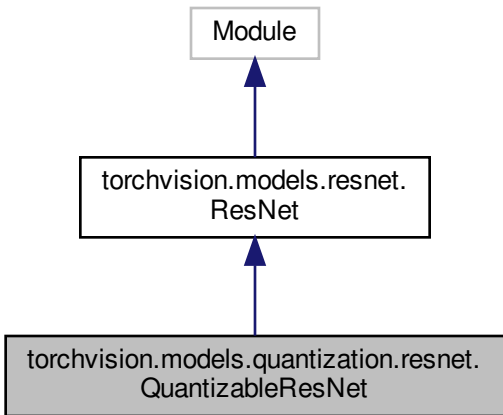 Module
torchvision.models.resnet.
ResNet
torchvision.models.quantization.resnet.
QuantizableResNet